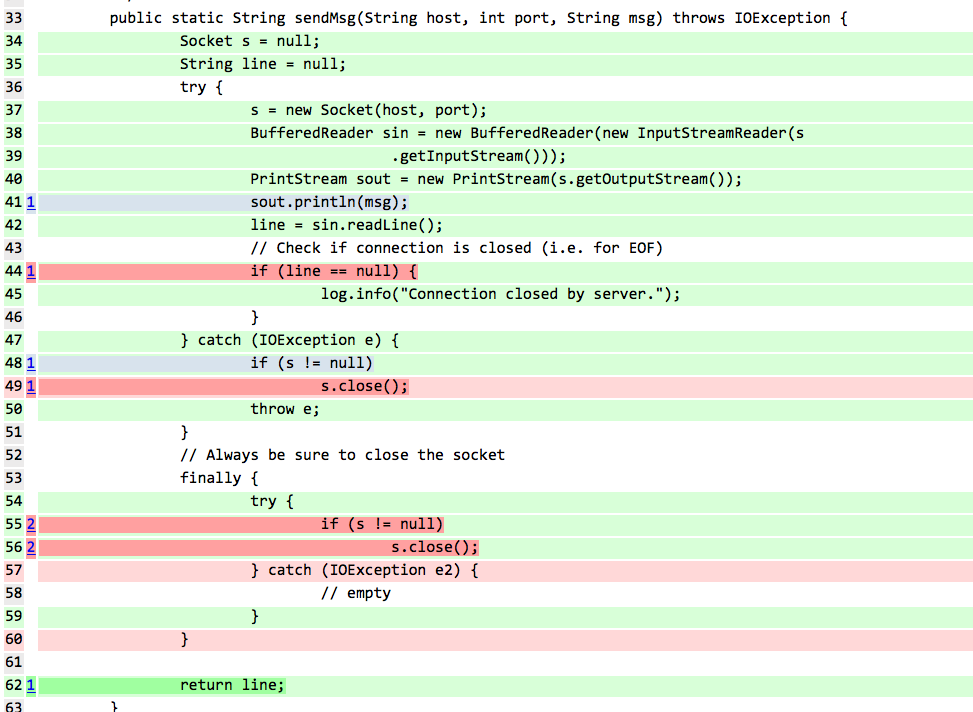 33 public static String sendMsg(String host, int port, String msg) throws IOException {
34 Socket s = null;
35 String line = null;
36 try {
37 s = new Socket(host, port);
38 BufferedReader sin = new BufferedReader(new InputStreamReader(s
39 .getInputStream()));
40 PrintStream sout = new PrintStream(s.getOutputStream());
41 1 sout.println(msg);
42 line = sin.readLine();
43 // Check if connection is closed (i.e. for EOF)
44 1 if (line == null) {
45 log.info("Connection closed by server.");
46 }
47 } catch (IOException e) {
48 1 if (s != null)
49 1 s.close();
50 throw e;
51 }
52 // Always be sure to close the socket
53 finally {
54 try {
55 2 if (s != null)
56 2 s.close();
57 } catch (IOException e2) {
58 // empty
59 }
60 }
61
62 1 return line;
63 }